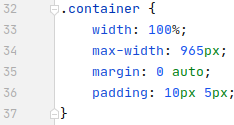 32 .container {
33 width: 100%;
34 max-width: 965px;
35 margin: 0 auto;
36 padding: 10px 5px;
37 }